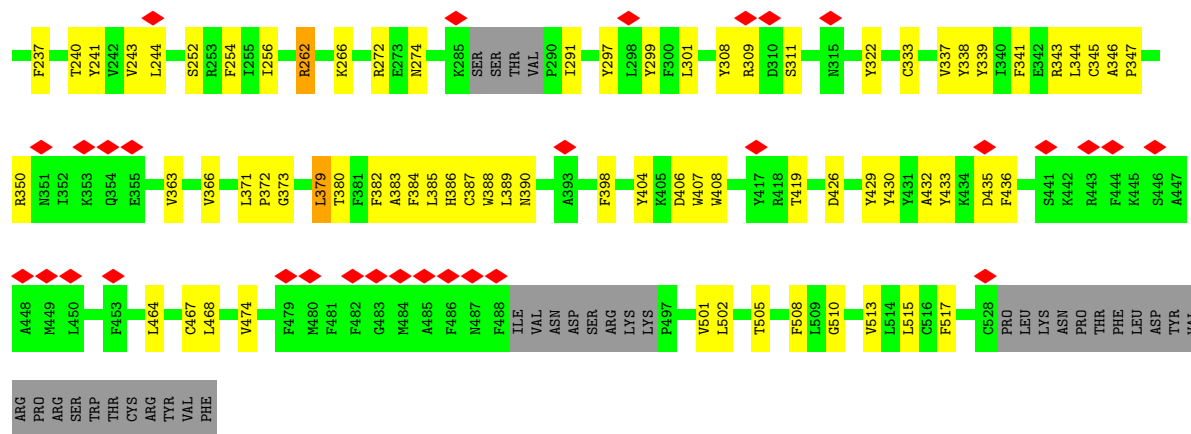 F237 T240 Y241 V242 V243 L244 S252 R253 F254 I255 I256 R262 K266 R272 E273 N274 K285 SER SER THR VAL P290 I291 Y297 L298 Y299 F300 L301 Y308 R309 D310 S311 N315 Y322 C333 V337 Y338 Y339 I340 F341 E342 R343 L344 C345 A346 P347
R350 N351 I352 K353 Q354 E355 V363 V366 L371 P372 G373 L379 T380 F381 F382 A383 F384 L385 H386 C387 W388 L389 N390 A393 F398 Y404 K405 D406 W407 W408 Y417 R418 T419 D426 Y429 Y430 Y431 A432 Y433 K434 D435 F436 S441 K442 R443 F444 K445 S446 A447
A448 M449 L450 F453 L464 C467 L468 V474 F479 M480 F481 F482 G483 M484 A485 F486 N487 F488 ILE VAL ASN ASP SER ARG LYS LYS P497 V501 L502 T505 F508 L509 G510 V513 L514 L515 C516 F517 C528 PRO LEU LYS ASN PRO THR PHE LEU ASP TYR VAL
ARG PRO ARG SER TRP THR CYS ARG TYR VAL PHE